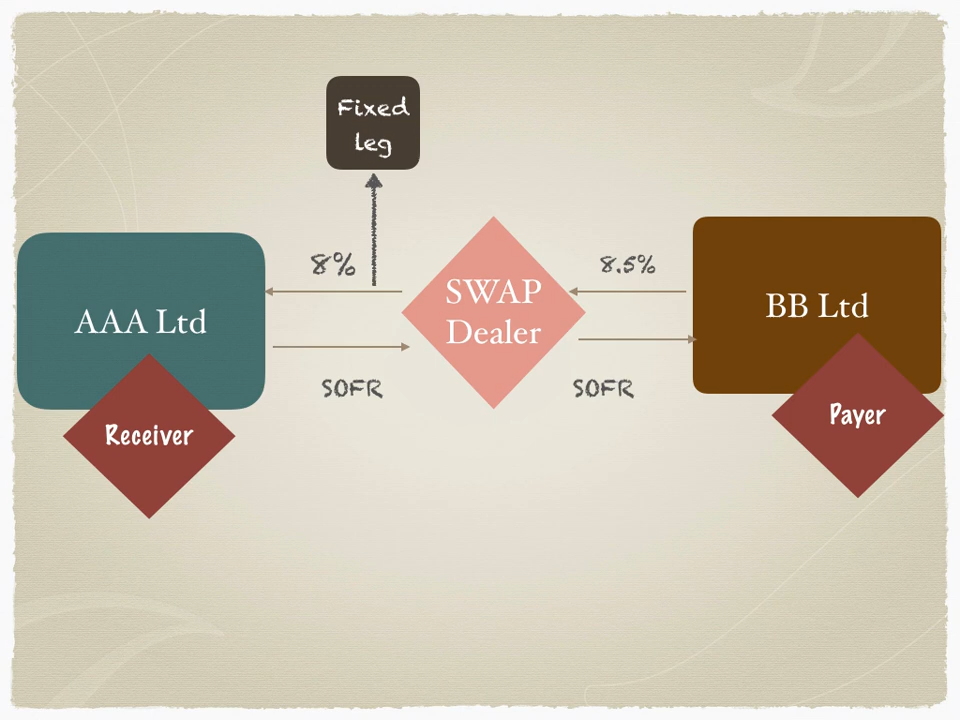 Fixed
leg
8%
8.5%
AAA Ltd
SWAP
Dealer
BB Ltd
SOFR
SOFR
Receiver
Payer